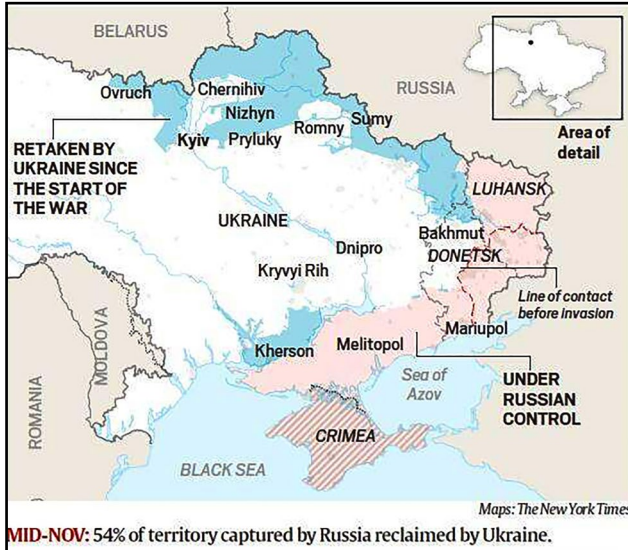 BELARUS
RUSSIA
Area of
detail
Ovruch
Chernihiv
Nizhyn
Kyiv
Pryluky
Romny
Sumy
RETAKEN BY
UKRAINE SINCE
THE START OF
THE WAR
LUHANSK
UKRAINE
Bakhmut
DONETSK
Dnipro
Kryvyi Rih
Line of contact
before invasion
MOLDOVA
ROMANIA
Kherson
Melitopol
Mariupol
Sea of
Azov
UNDER
RUSSIAN
CONTROL
CRIMEA
BLACK SEA
Maps: The New York Times
MID-NOV: 54% of territory captured by Russia reclaimed by Ukraine.